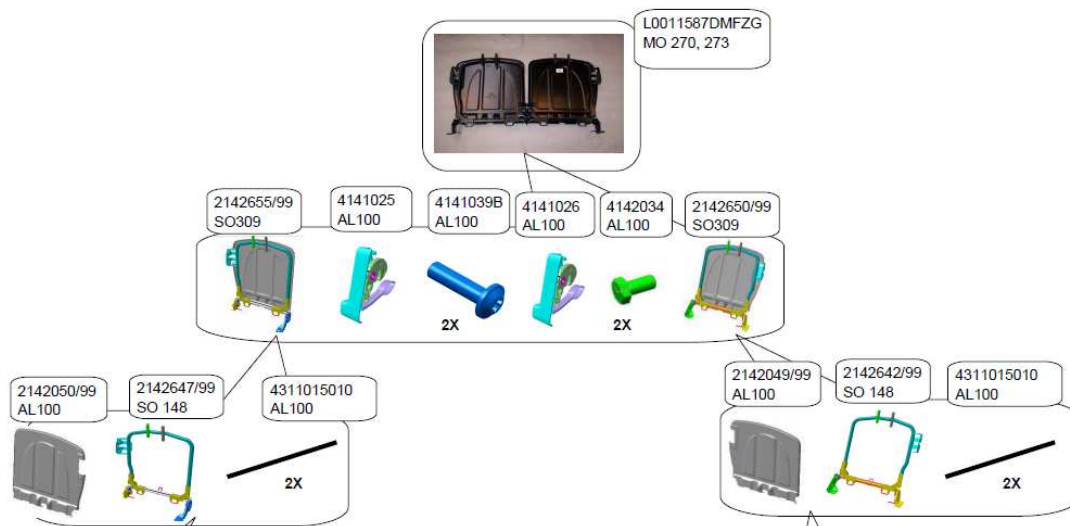 L0011587DMFZG
MO 270, 273
2142655/99
SO309
4141025
AL100
4141039B
AL100
4141026
AL100
4142034
AL100
2142650/99
SO309
2X
2X
2142050/99
AL100
2142647/99
SO 148
4311015010
AL100
2142049/99
AL100
2142642/99
SO 148
4311015010
AL100
2X
2X